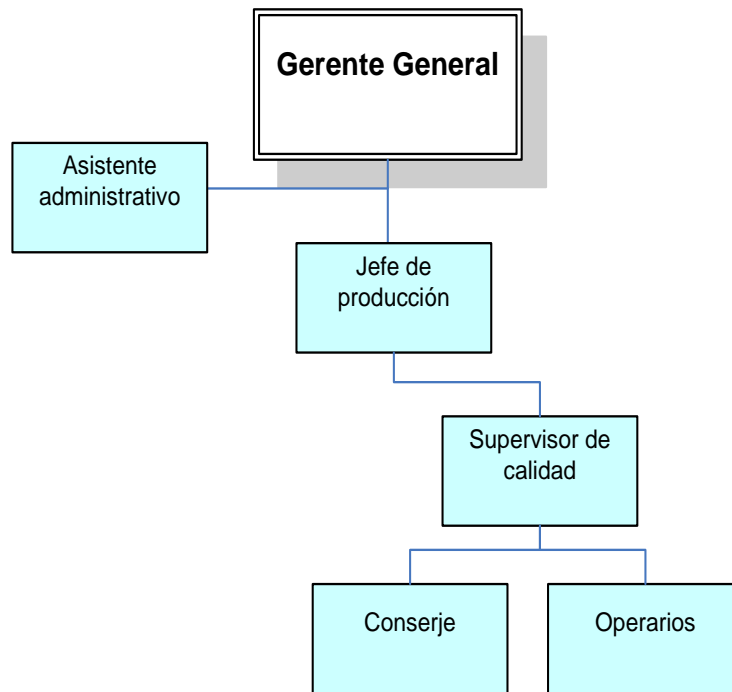 Gerente General
Asistente
administrativo
Jefe de
producción
Supervisor de
calidad
Conserje
Operarios